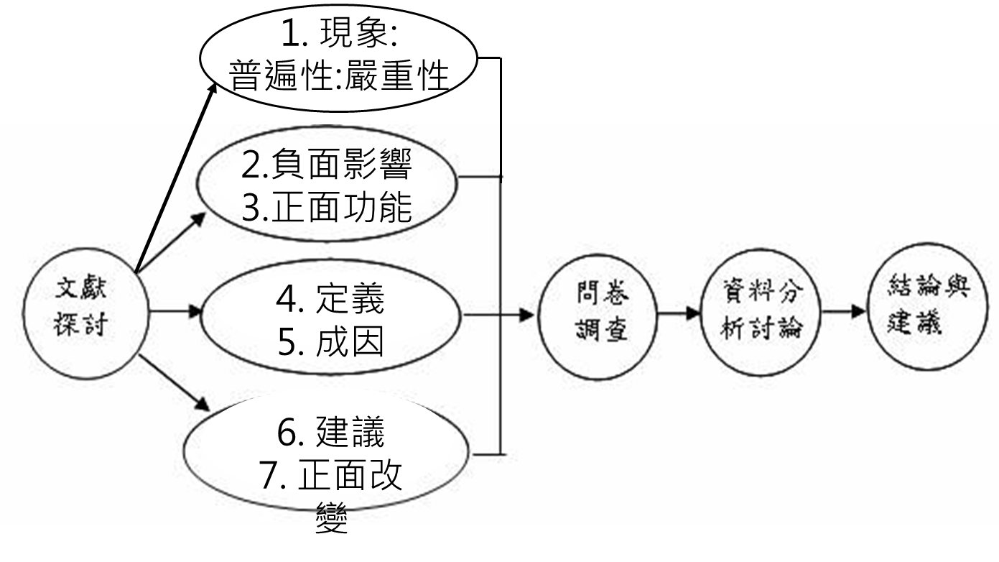 1. 現象:
普遍性:嚴重性
2.負面影響
3.正面功能
文獻
探討
4. 定義
5. 成因
6. 建議
7. 正面改
變
問卷
調查
資料分
析討論
結論與
建議